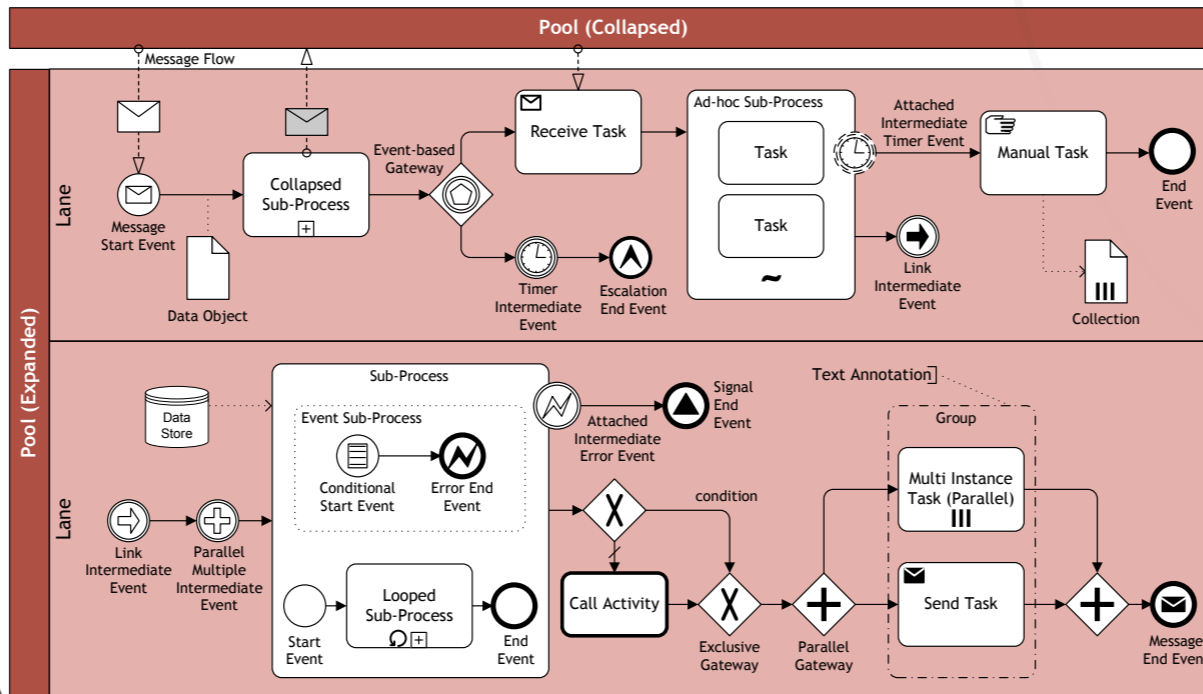 Pool (Collapsed)
Message Flow
Pool (Expanded)
Lane
Message
Start Event
Data Object
Collapsed
Sub-Process
Event-based
Gateway
Receive Task
Timer
Intermediate
Event
Escalation
End Event
Ad-hoc Sub-Process
Task
Task
Attached
Intermediate
Timer Event
Link
Intermediate
Event
Manual Task
End
Event
Collection
Lane
Data
Store
Link
Intermediate
Event
Parallel
Multiple
Intermediate
Event
Sub-Process
Event Sub-Process
Conditional
Start Event
Error End
Event
Start
Event
Looped
Sub-Process
End
Event
Attached
Intermediate
Error Event
Signal
End
Event
condition
Call Activity
Exclusive
Gateway
Parallel
Gateway
Text Annotation
Group
Multi Instance
Task (Parallel)
Send Task
Message
End Event